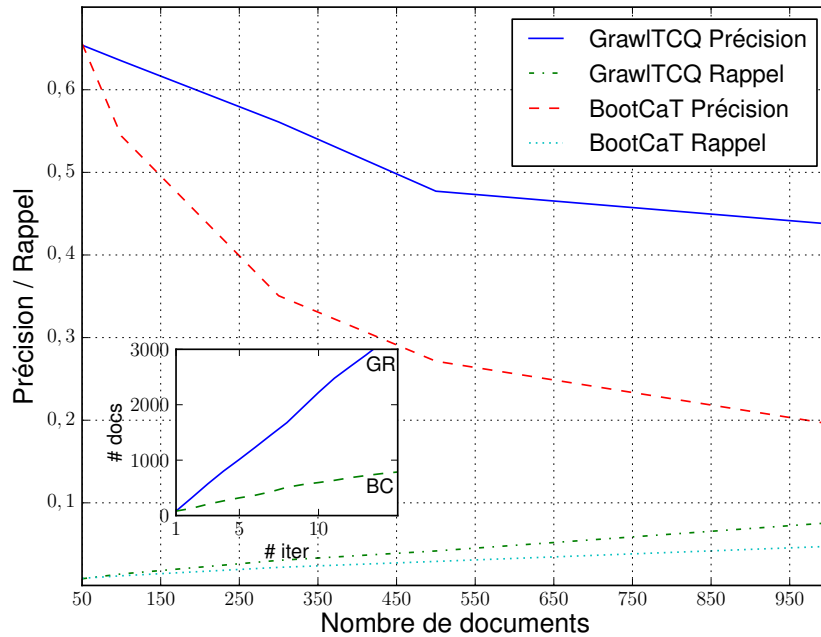 GrawlTCQ Précision
GrawlTCQ Rappel
BootCaT Précision
BootCaT Rappel
Précision / Rappel
0,6
0,5
0,4
0,3
0,2
0,1
50 150 250 350 450 550 650 750 850 950
Nombre de documents
# docs
3000
2000
1000
GR
BC
1 5 10
# iter